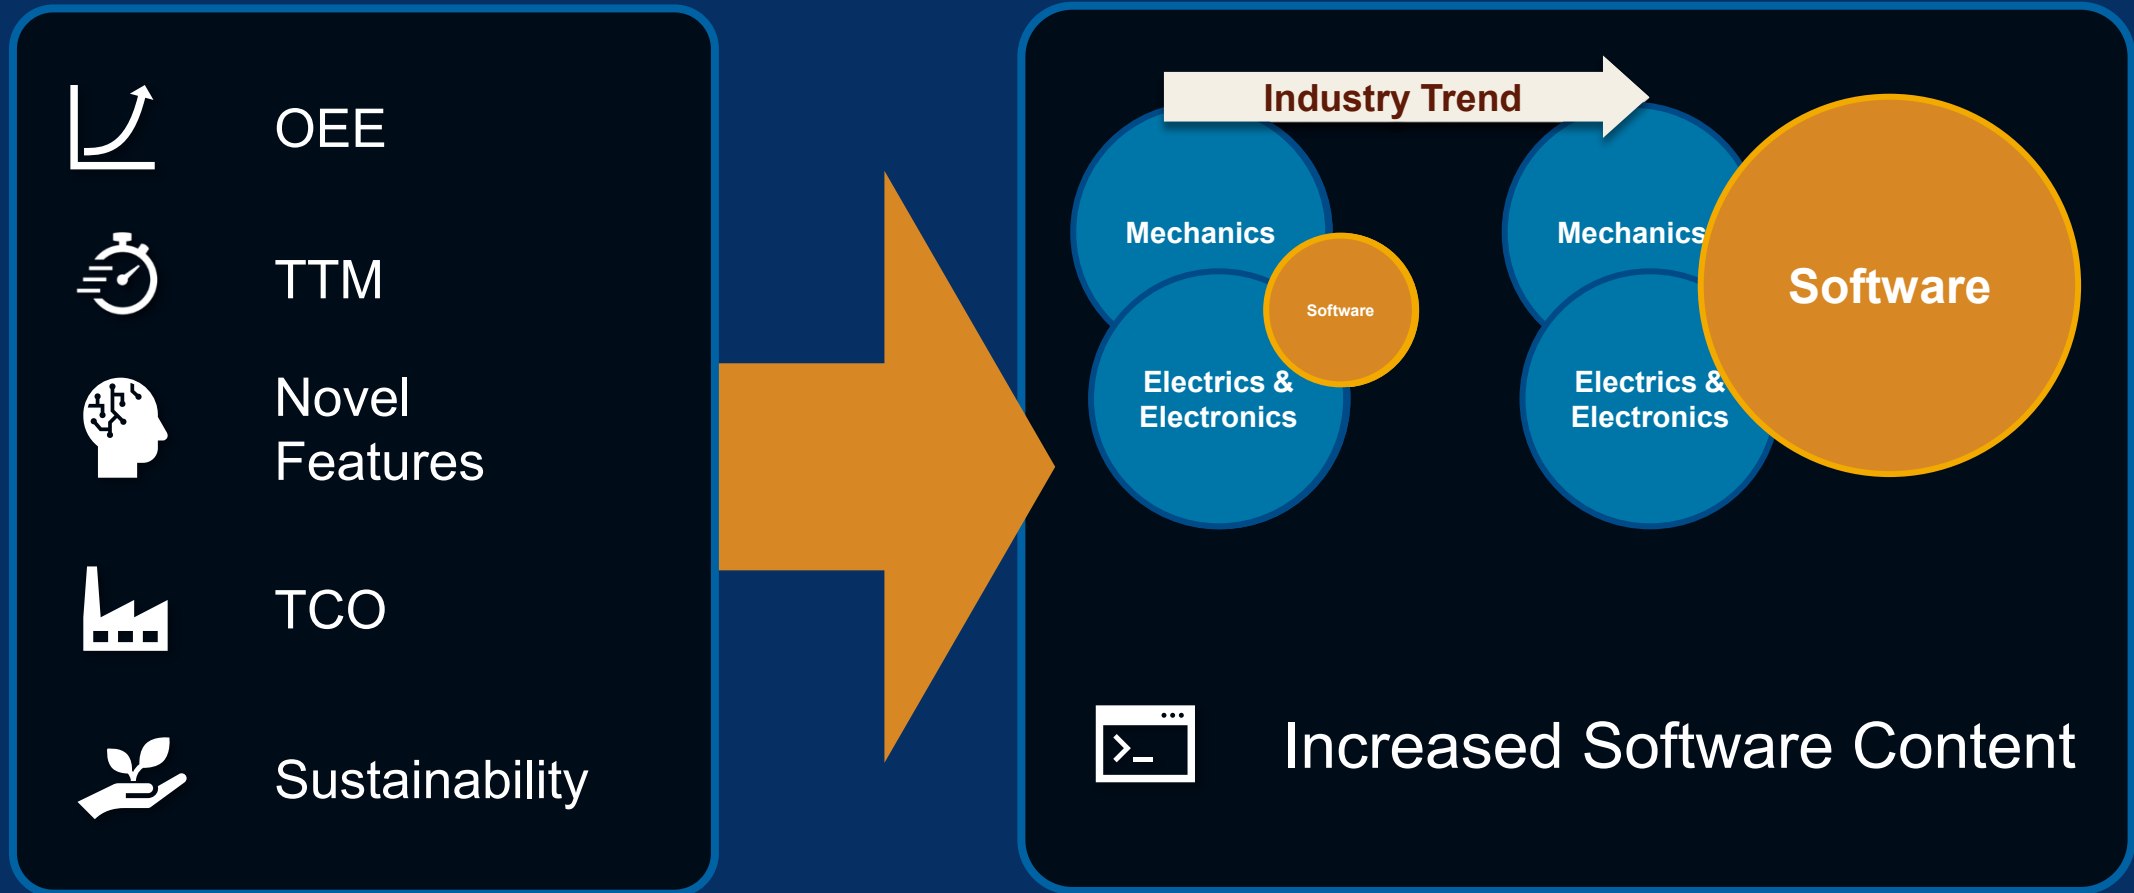 OEE
TTM
Novel
Features
TCO
Sustainability
Industry Trend
Mechanics
Software
Electrics &
Electronics
Mechanics
Software
Electrics &
Electronics
>_
Increased Software Content